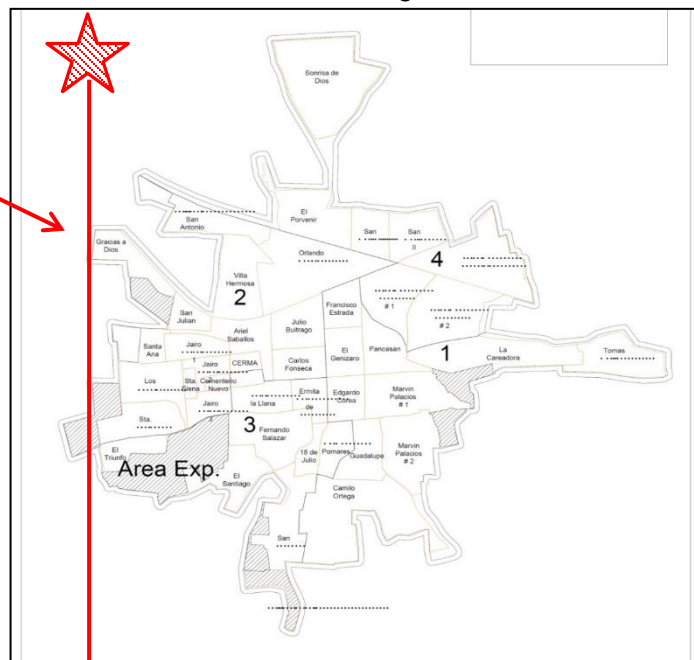 Sonrisa de
Dios
El
Porvenir
San
Antonio
San
San
II
4
Gracias a
Dios
Orlando
Villa
Hermosa
2
# 1
# 2
Francisco
Estrada
San
Julian
Ariel
Saballos
Julio
Buitrago
El
Genizaro
Pancasan
1
La
Careadora
Tomas
Santa
Ana
Jairo
1
Jairo
CERMA
Carlos
Fonseca
Los
Sta.
Elena
Cementerio
Nuevo
Jairo
la Llana
Ermita
de
Edgardo
Marvin
Palacios
# 1
Sta.
3
Fernando
Salazar
El
Triunfo
Area Exp.
El
Santiago
18 de
Julio
Pomares
Guadalupe
Marvin
Palacios
# 2
Camilo
Ortega
San